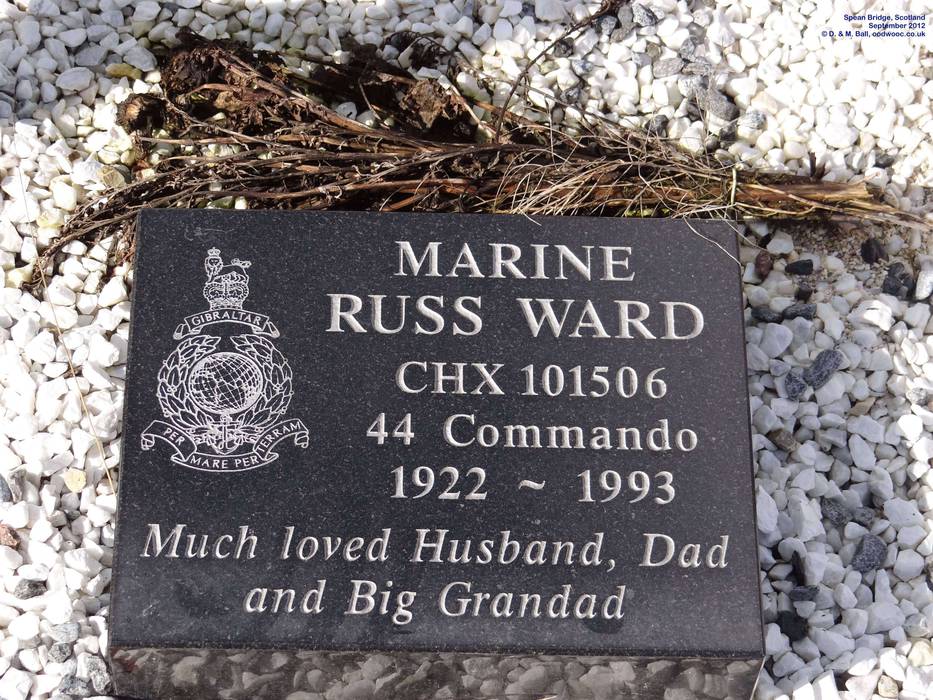 Spean Bridge, Scotland
September 2012
© D. & M. Ball, oodwooc.co.uk
MARINE
RUSS WARD
CHX 101506
44 Commando
1922 ~ 1993
Much loved Husband, Dad
and Big Grandad
GIBRALTAR
PER MARE PER TERRAM